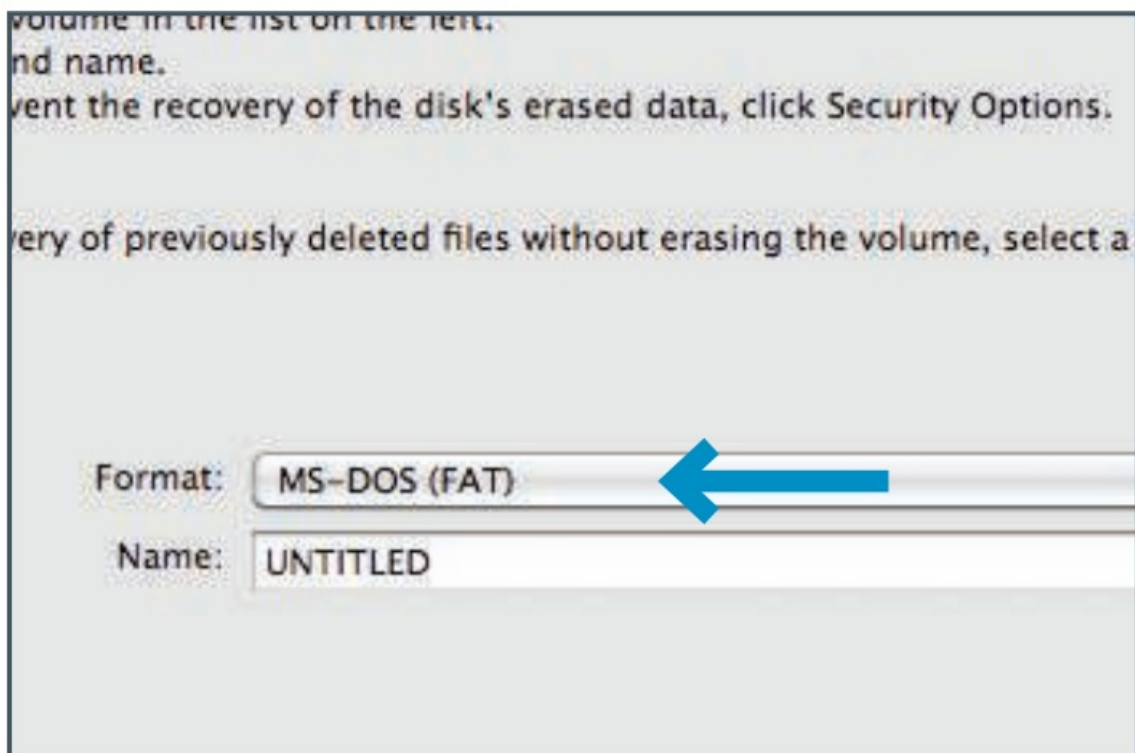 volume in the list on the left.
nd name.
vent the recovery of the disk's erased data, click Security Options.
very of previously deleted files without erasing the volume, select a
Format: MS-DOS (FAT)
Name: UNTITLED